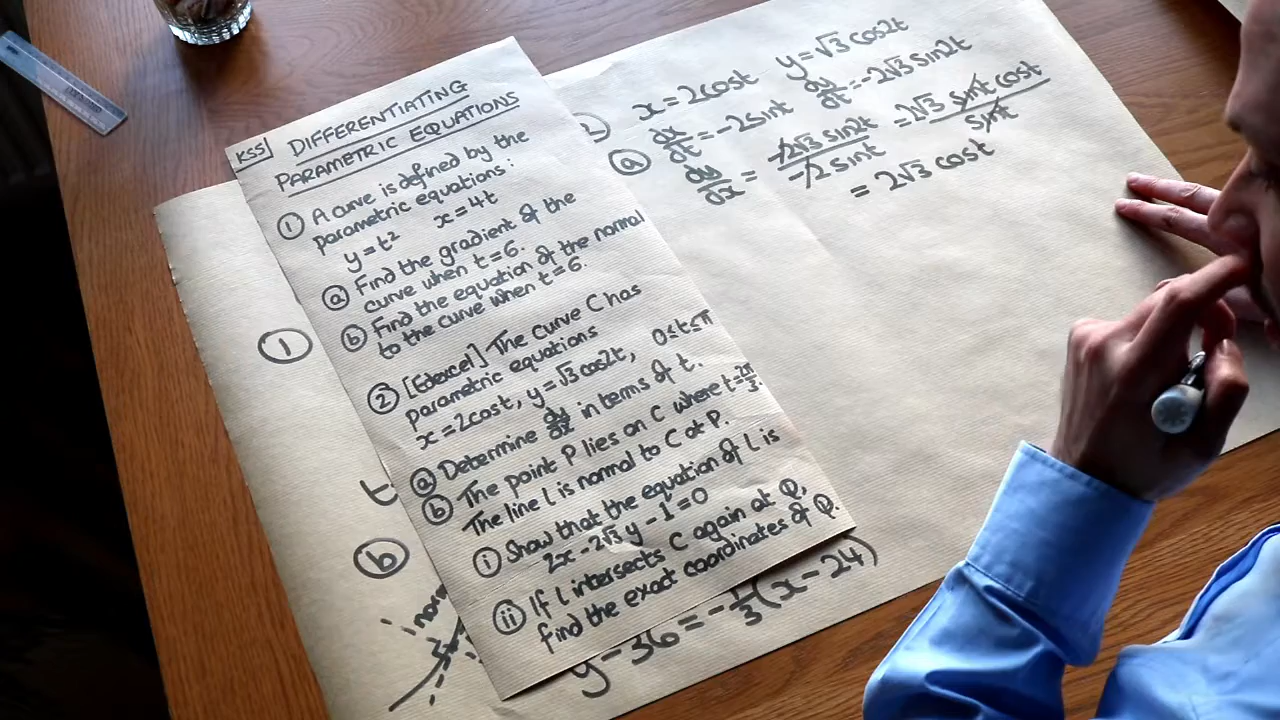 KS5 DIFFERENTIATING
PARAMETRIC EQUATIONS
① A curve is defined by the
parametric equations:
y = t² x = 4t
ⓐ Find the gradient of the
curve when t = 6.
ⓑ Find the equation of the normal
to the curve when t = 6.
② [Edexcel] The curve C has
parametric equations
x = 2cost, y = √3 cos2t, 0 ≤ t ≤ π
ⓐ Determine dy/dx in terms of t.
ⓑ The point P lies on C where t = 2π/3.
The line l is normal to C at P.
ⓘ Show that the equation of l is
2x - 2√3 y - 1 = 0
ⓘⓘ If l intersects C again at Q,
find the exact coordinates of Q.
①
t
ⓑ
y - 36 = -1/3 (x - 24)
② x = 2cost y = √3 cos2t
dx/dt = -2sint dy/dt = -2√3 sin2t
ⓐ dy/dx = -2√3 sin2t / -2 sint = 2√3 sint cost / sint
= 2√3 cost